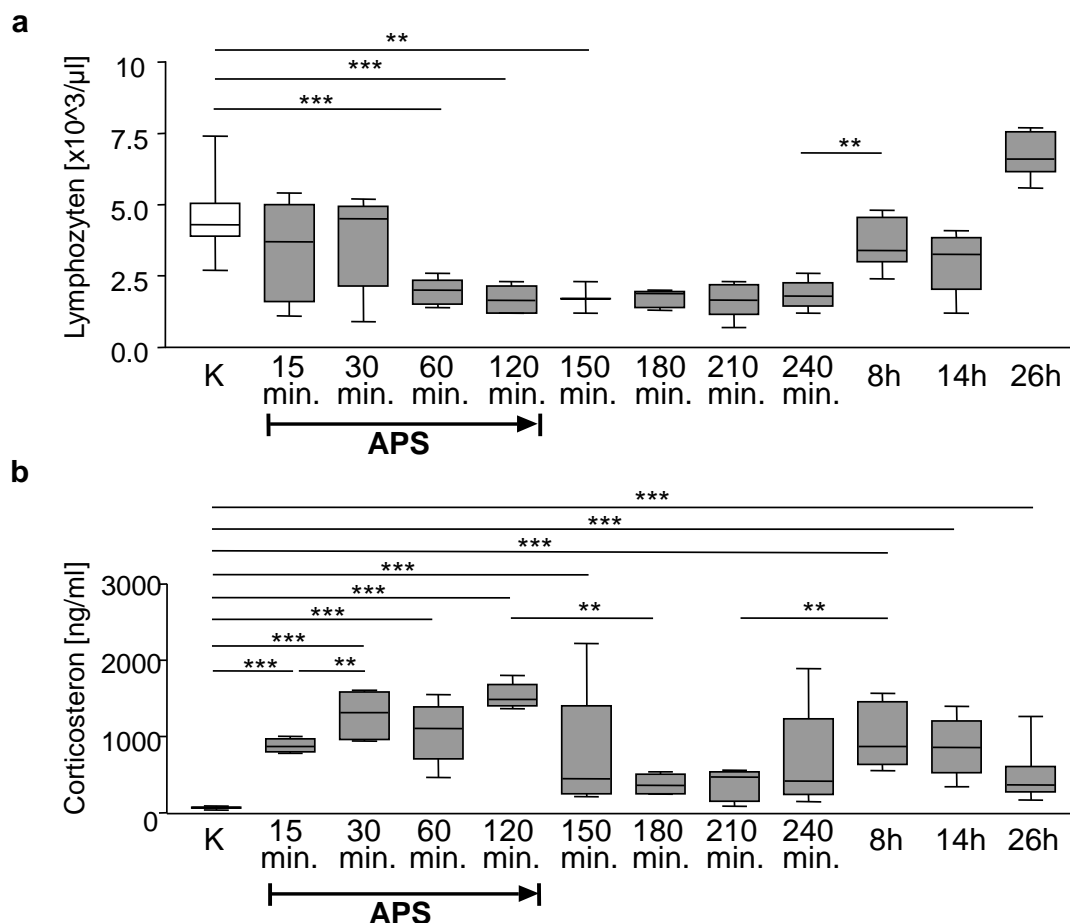 a
**
***
***
**
Lymphozyten [x10^3/µl]
10
7.5
5.0
2.5
0.0
K
15 min.
30 min.
60 min.
120 min.
150 min.
180 min.
210 min.
240 min.
8h
14h
26h
APS
b
***
***
***
***
***
***
***
***
**
**
**
Corticosteron [ng/ml]
3000
2000
1000
0
K
15 min.
30 min.
60 min.
120 min.
150 min.
180 min.
210 min.
240 min.
8h
14h
26h
APS